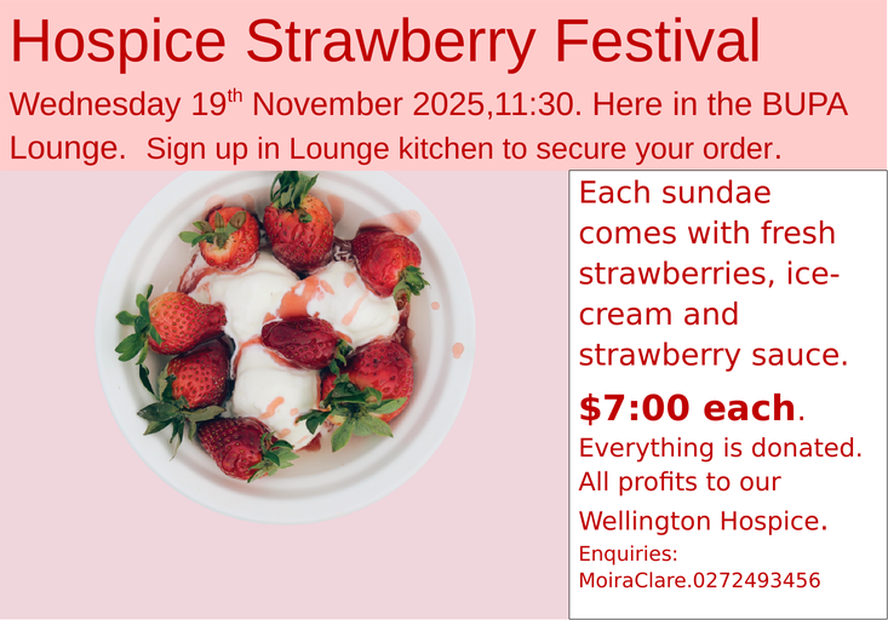 Hospice Strawberry Festival
Wednesday 19th November 2025,11:30. Here in the BUPA
Lounge. Sign up in Lounge kitchen to secure your order.
Each sundae
comes with fresh
strawberries, ice-
cream and
strawberry sauce.
$7:00 each.
Everything is donated.
All profits to our
Wellington Hospice.
Enquiries:
MoiraClare.0272493456